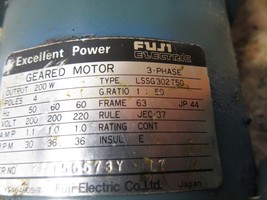 Excellent Power FUJI ELECTRIC
GEARED MOTOR 3-PHASE
OUTPUT 200 W TYPE LSSG302T50
POLES 4 G.RATIO 1: 50
Hz 50 60 60 FRAME 63 JP 44
VOLT 200 200 220 RULE JEC 37
AMP 1.1 1.0 1.0 RATING CONT
RPM 30 36 36 INSUL E
Fuji Electric Co.,Ltd. Japan